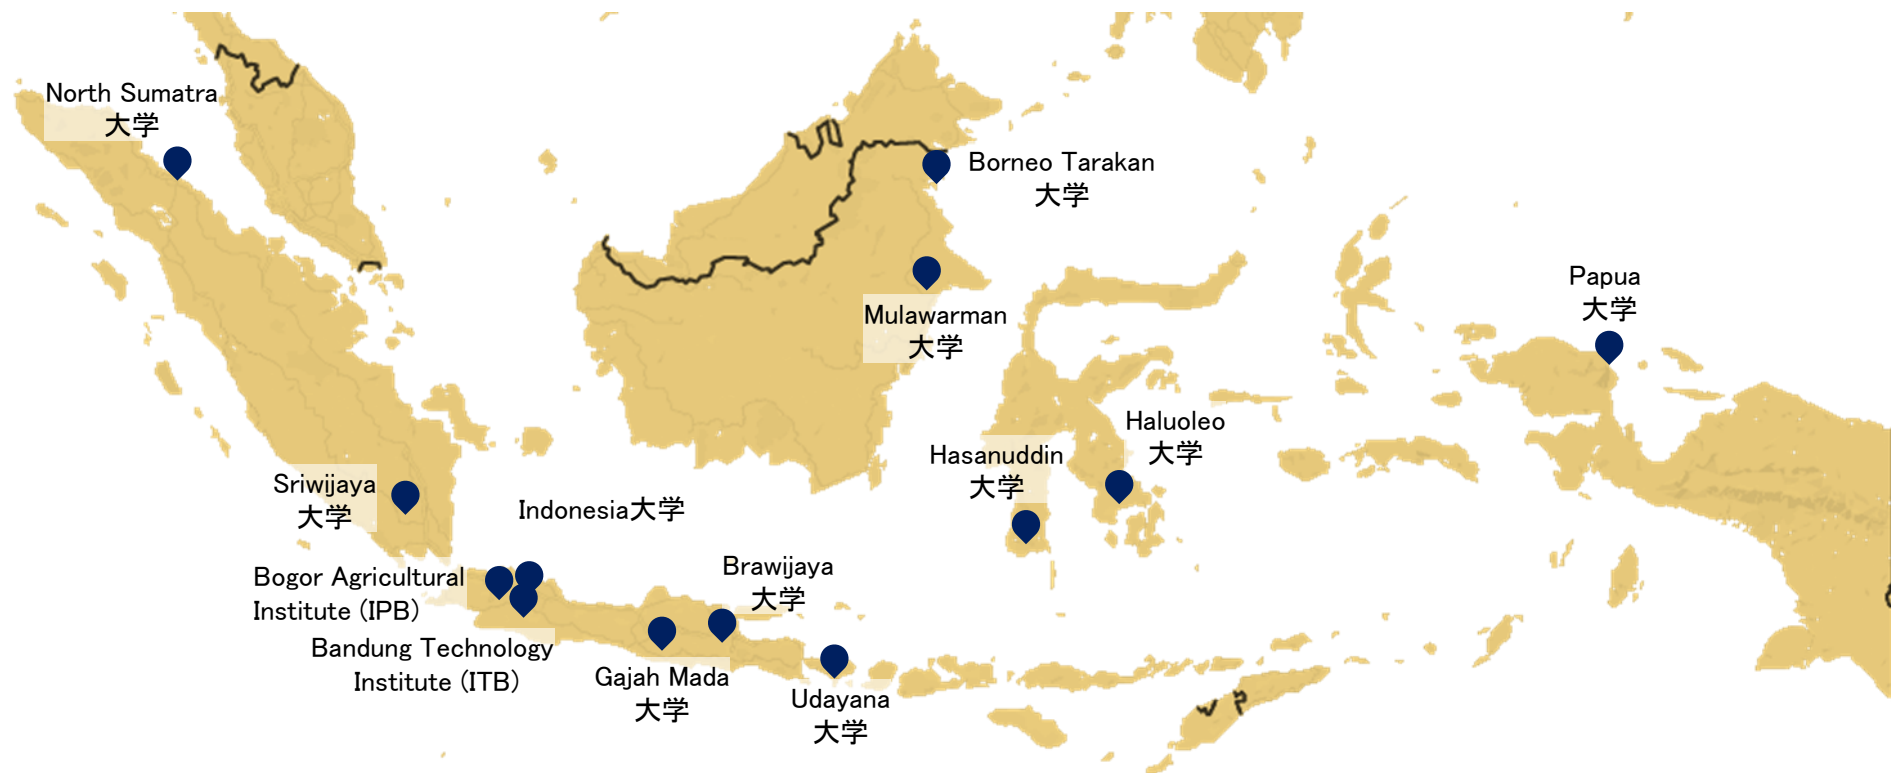 North Sumatra
大学
Borneo Tarakan
大学
Mulawarman
大学
Papua
大学
Haluoleo
大学
Hasanuddin
大学
Sriwijaya
大学
Indonesia大学
Brawijaya
大学
Bogor Agricultural
Institute (IPB)
Bandung Technology
Institute (ITB)
Gajah Mada
大学
Udayana
大学